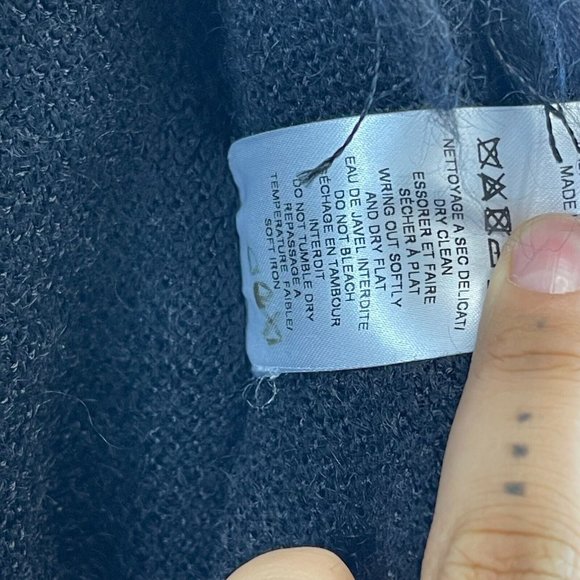 MADE
NETTOYAGE A SEC DELICAT/
DRY CLEAN
ESSORER ET FAIRE
SÉCHER À PLAT
WRING OUT SOFTLY
AND DRY FLAT
EAU DE JAVEL INTERDITE
DO NOT BLEACH
SÉCHAGE EN TAMBOUR
INTERDIT
DO NOT TUMBLE DRY
REPASSAGE A
TEMPERATURE FAIBLE/
SOFT IRON